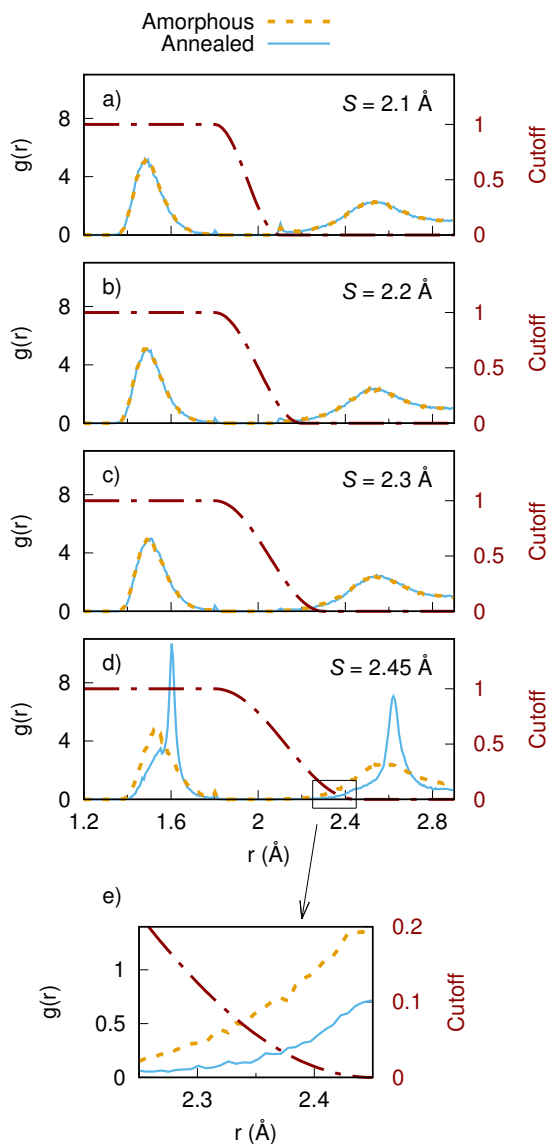 Amorphous
Annealed
a)
S = 2.1 Å
g(r)
8
4
0
1
0.5
0
Cutoff
b)
S = 2.2 Å
g(r)
8
4
0
1
0.5
0
Cutoff
c)
S = 2.3 Å
g(r)
8
4
0
1
0.5
0
Cutoff
d)
S = 2.45 Å
g(r)
8
4
0
1
0.5
0
Cutoff
1.2 1.6 2 2.4 2.8
r (Å)
e)
g(r)
1
0.5
0
0.2
0.1
0
Cutoff
2.3 2.4
r (Å)